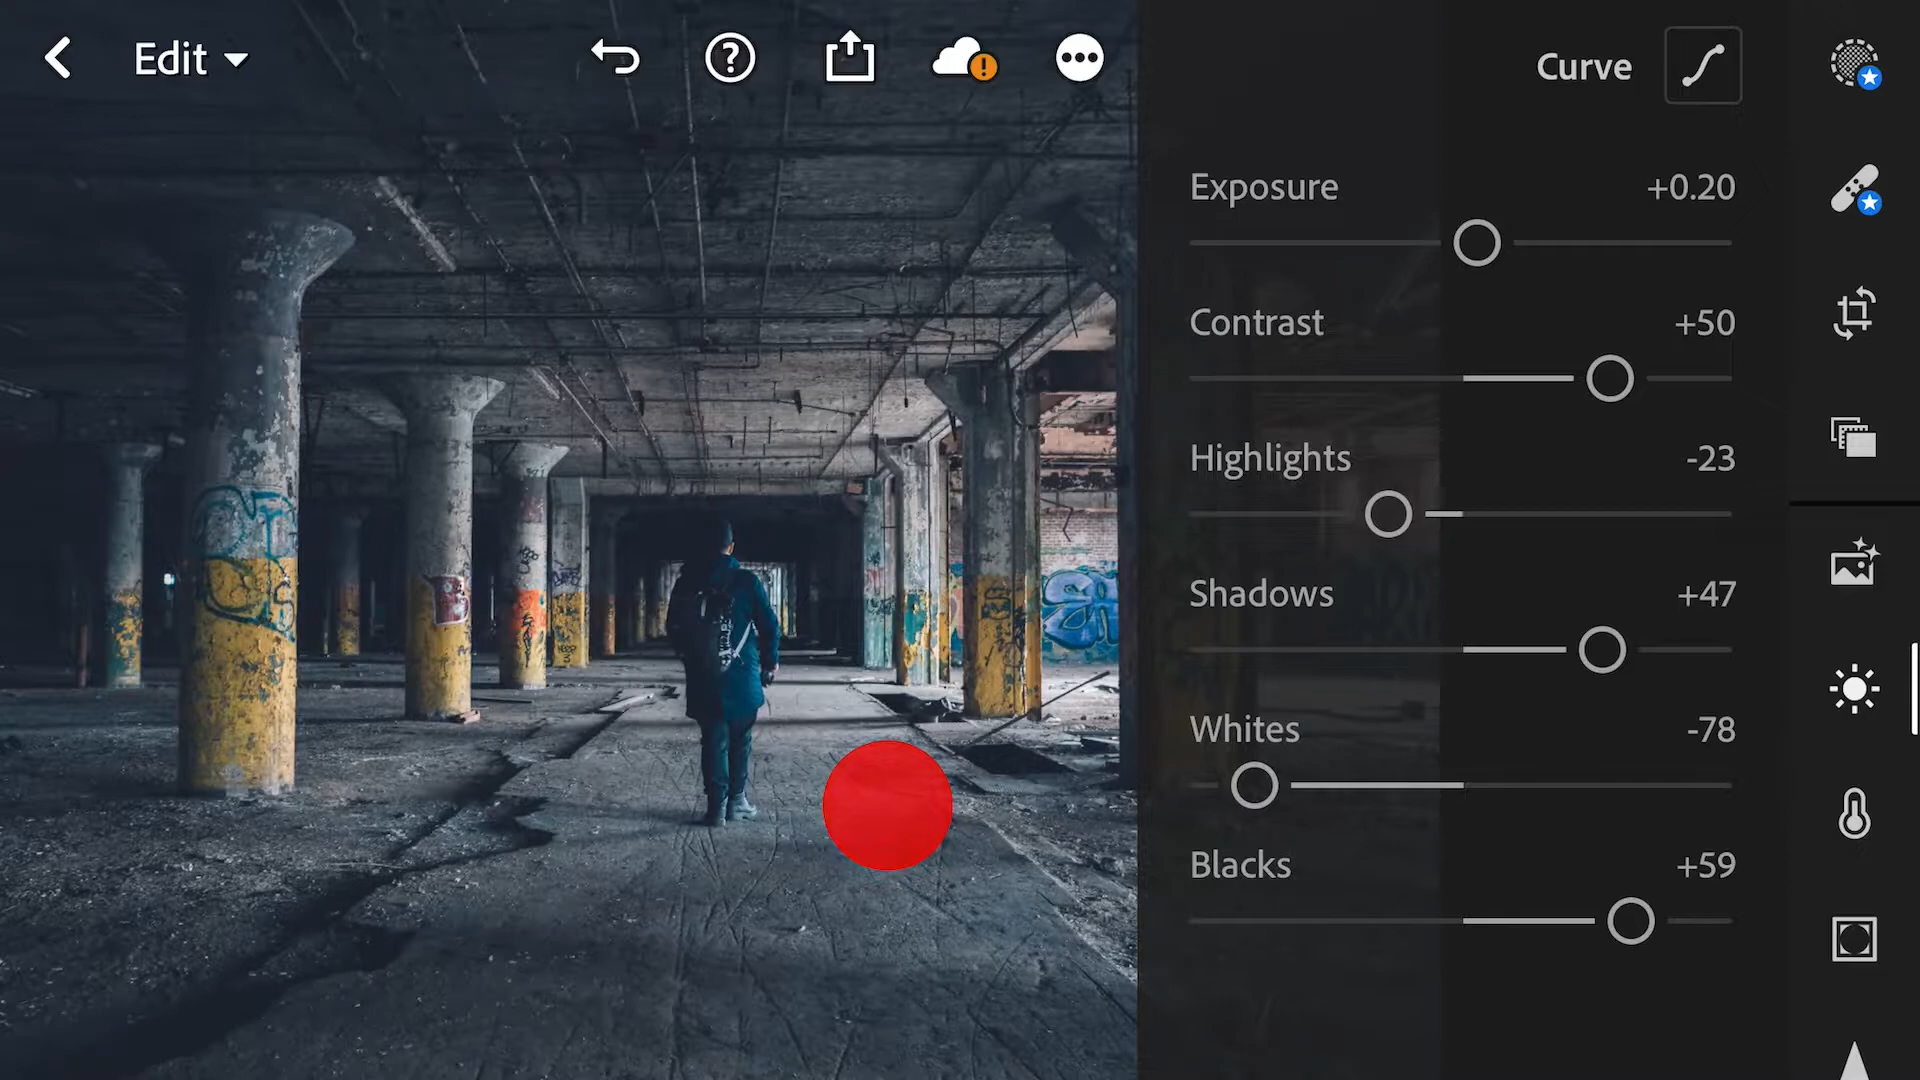 Edit
Curve
Exposure +0.20
Contrast +50
Highlights -23
Shadows +47
Whites -78
Blacks +59
B